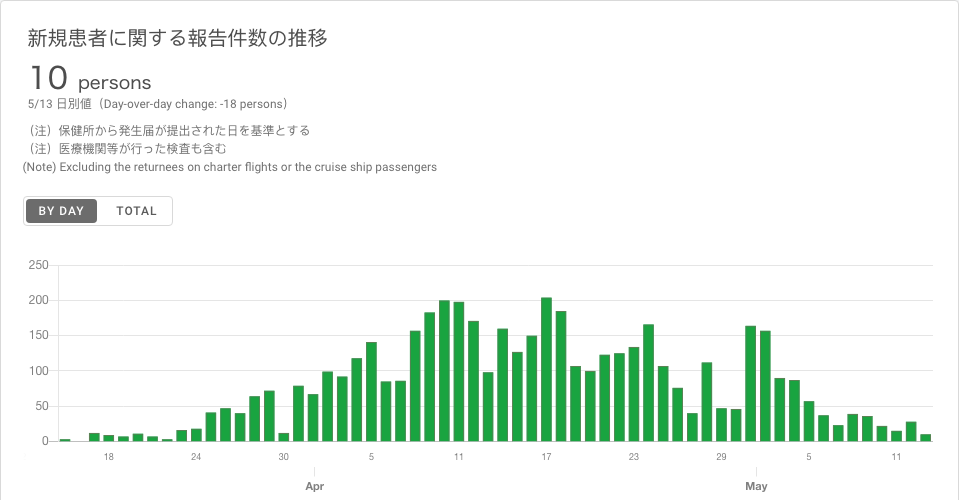 新規患者に関する報告件数の推移
10 persons
5/13 日別値（Day-over-day change: -18 persons）
（注）保健所から発生届が提出された日を基準とする
（注）医療機関等が行った検査も含む
(Note) Excluding the returnees on charter flights or the cruise ship passengers
BY DAY TOTAL
250
200
150
100
50
0
18 24 30 5 11 17 23 29 5 11
Apr May